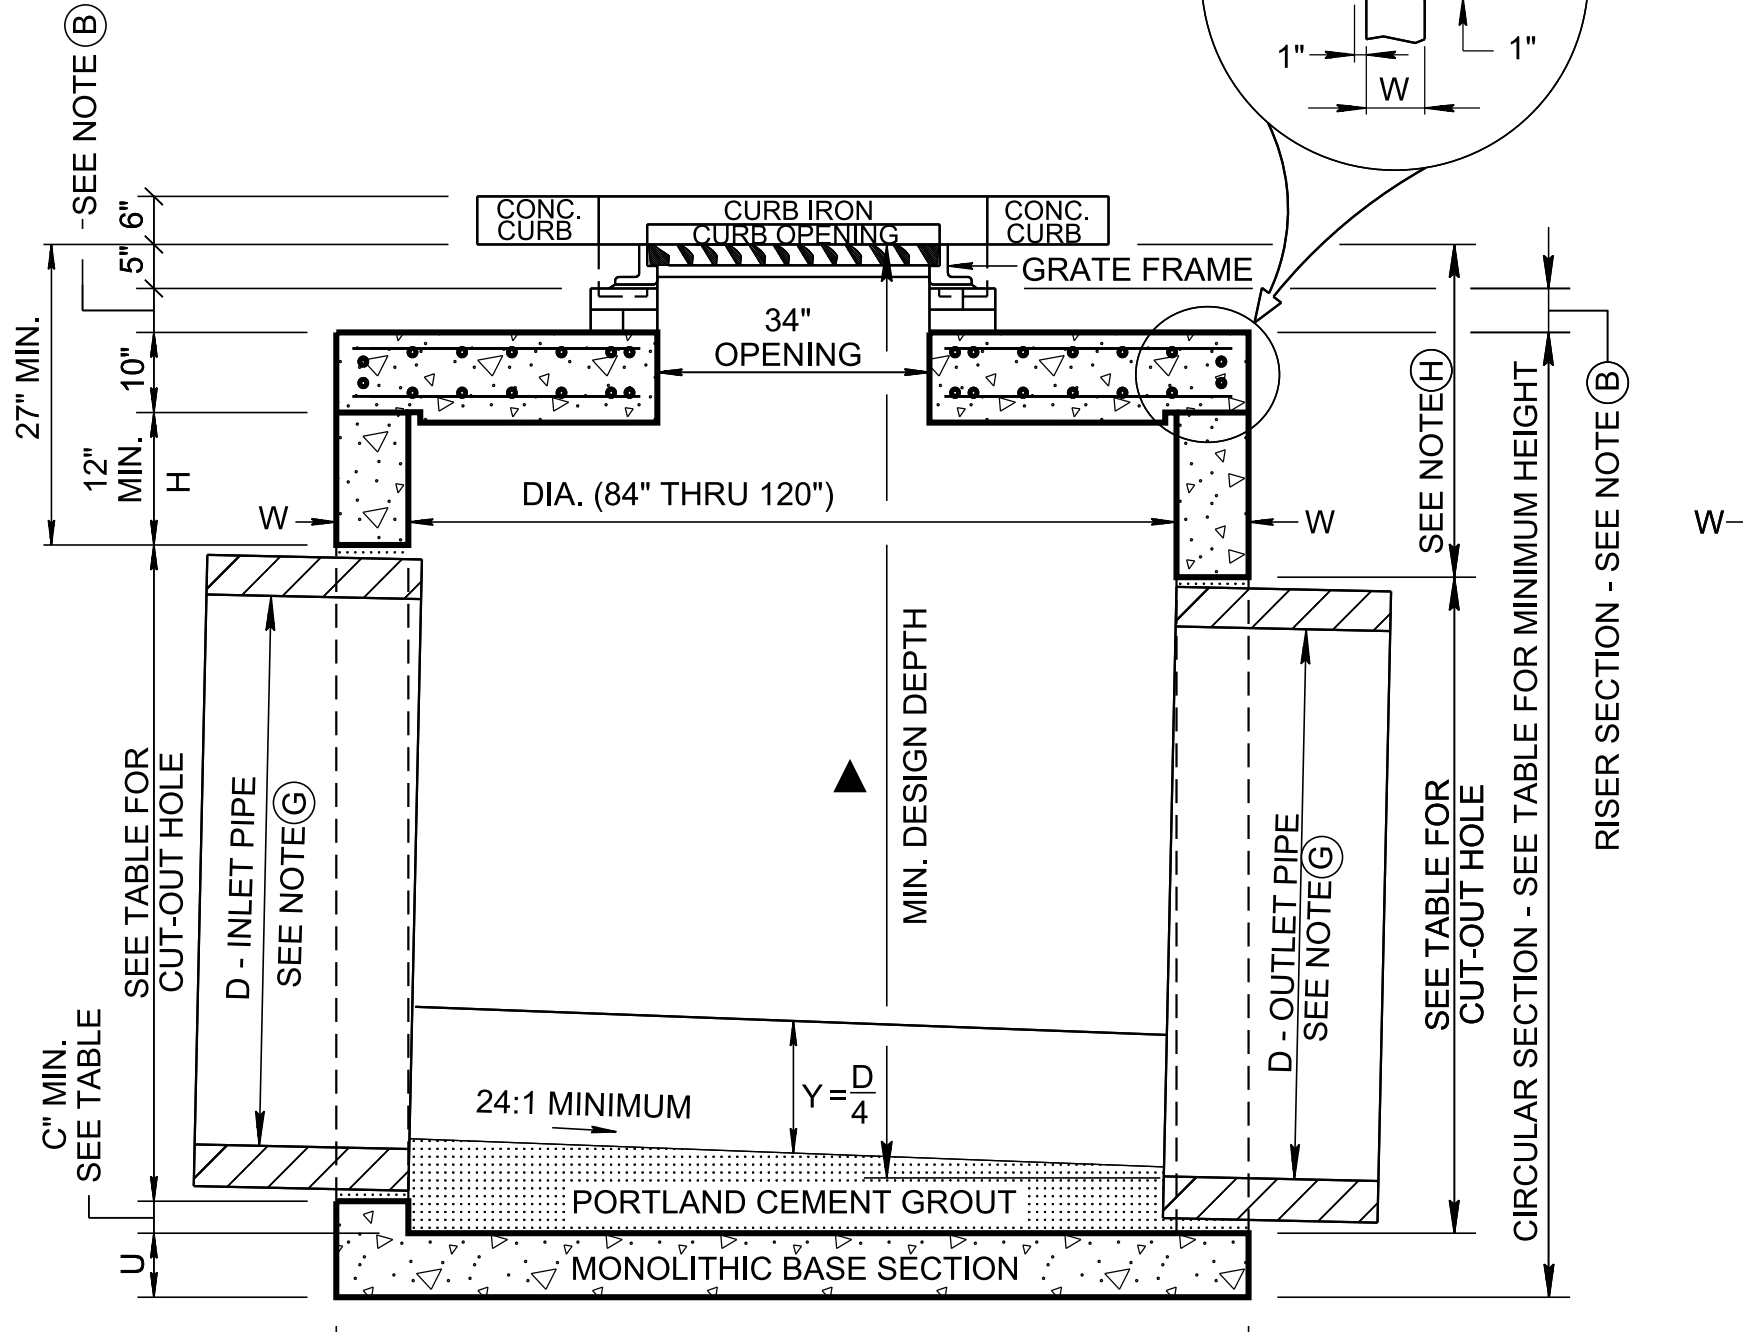 SEE NOTE B
1"
1"
W
6"
5"
27" MIN.
10"
12"
MIN.
H
CONC.
CURB
CURB IRON
CURB OPENING
CONC.
CURB
GRATE FRAME
34"
OPENING
DIA. (84" THRU 120")
W
W
W
SEE NOTE H
RISER SECTION - SEE NOTE B
CIRCULAR SECTION - SEE TABLE FOR MINIMUM HEIGHT
SEE TABLE FOR
CUT-OUT HOLE
D - INLET PIPE
SEE NOTE G
MIN. DESIGN DEPTH
D - OUTLET PIPE
SEE NOTE G
SEE TABLE FOR
CUT-OUT HOLE
C" MIN.
SEE TABLE
24:1 MINIMUM
Y = D
4
PORTLAND CEMENT GROUT
MONOLITHIC BASE SECTION
U